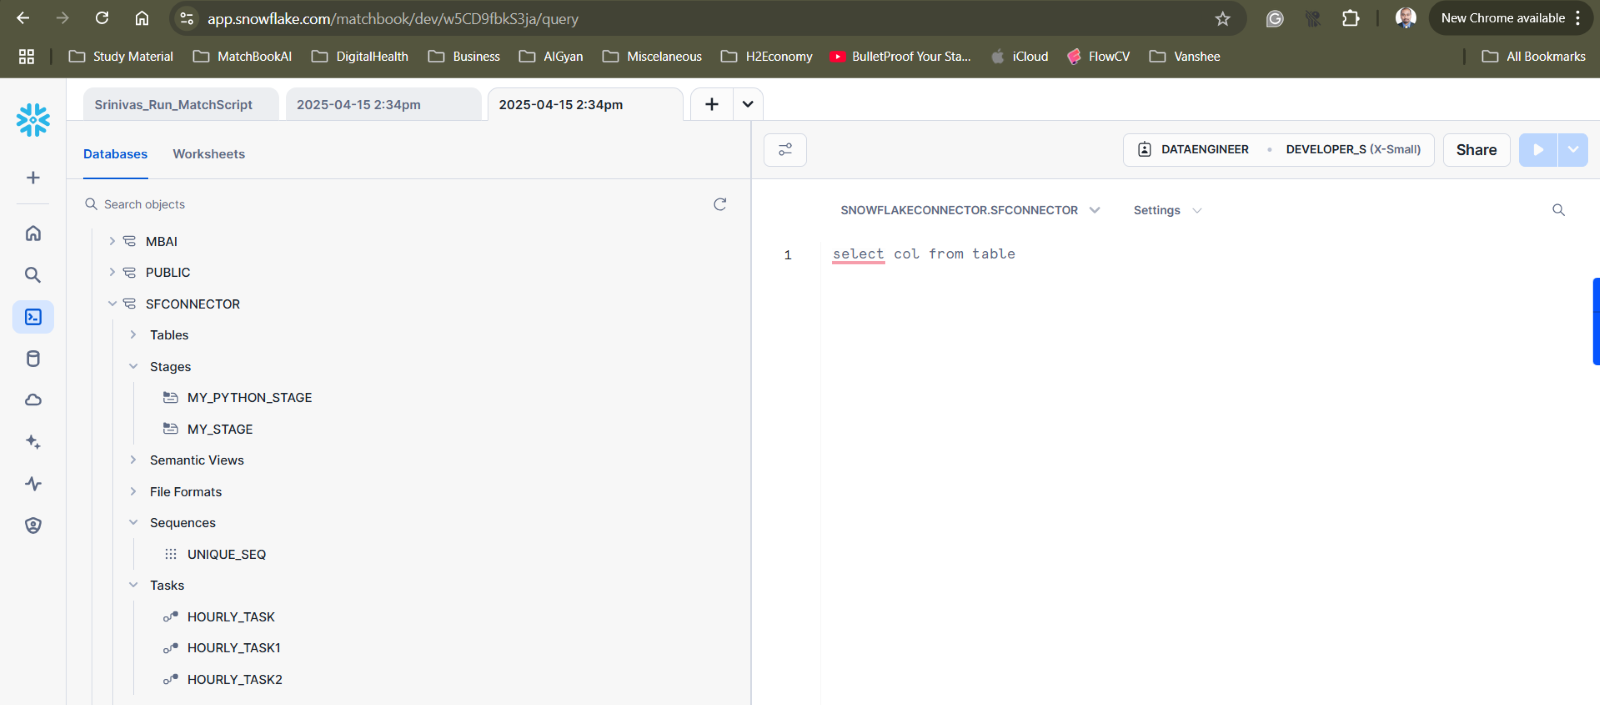 app.snowflake.com/matchbook/dev/w5CD9fbkS3ja/query
New Chrome available
Study Material
MatchBookAI
DigitalHealth
Business
AIGyan
Miscelaneous
H2Economy
BulletProof Your Sta...
iCloud
FlowCV
Vanshee
All Bookmarks
Srinivas_Run_MatchScript
2025-04-15 2:34pm
2025-04-15 2:34pm
Databases
Worksheets
DATAENGINEER
DEVELOPER_S (X-Small)
Share
Search objects
SNOWFLAKECONNECTOR.SFCONNECTOR
Settings
MBAI
PUBLIC
SFCONNECTOR
Tables
Stages
MY_PYTHON_STAGE
MY_STAGE
Semantic Views
File Formats
Sequences
UNIQUE_SEQ
Tasks
HOURLY_TASK
HOURLY_TASK1
HOURLY_TASK2
1
select col from table